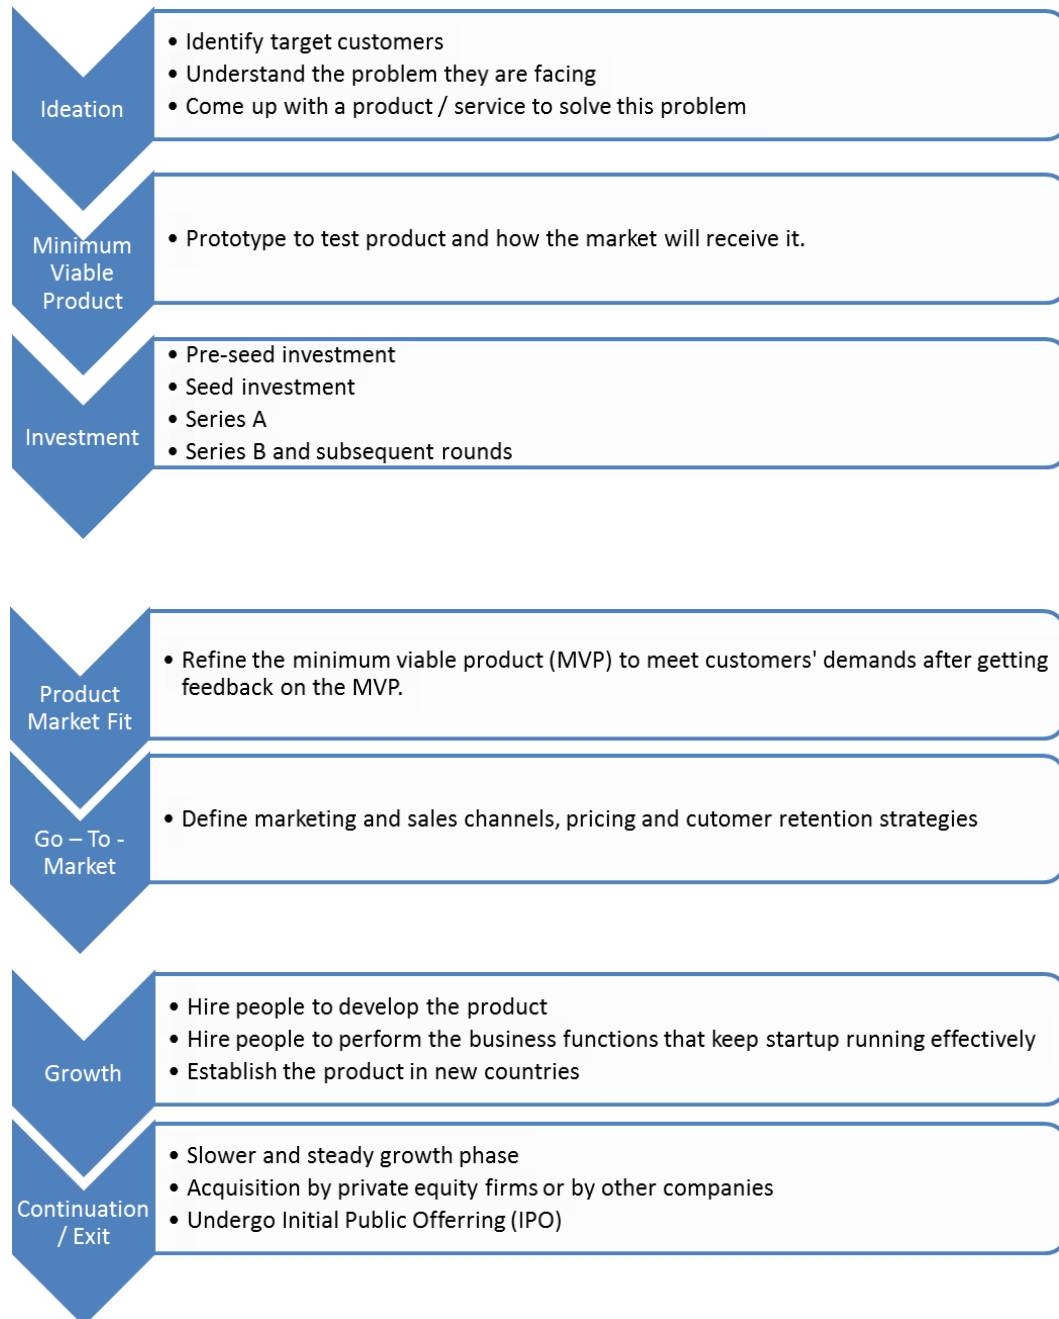 Ideation
• Identify target customers
• Understand the problem they are facing
• Come up with a product / service to solve this problem
Minimum
Viable
Product
• Prototype to test product and how the market will receive it.
Investment
• Pre-seed investment
• Seed investment
• Series A
• Series B and subsequent rounds
Product
Market Fit
• Refine the minimum viable product (MVP) to meet customers' demands after getting
feedback on the MVP.
Go – To -
Market
• Define marketing and sales channels, pricing and cutomer retention strategies
Growth
• Hire people to develop the product
• Hire people to perform the business functions that keep startup running effectively
• Establish the product in new countries
Continuation
/ Exit
• Slower and steady growth phase
• Acquisition by private equity firms or by other companies
• Undergo Initial Public Offerring (IPO)